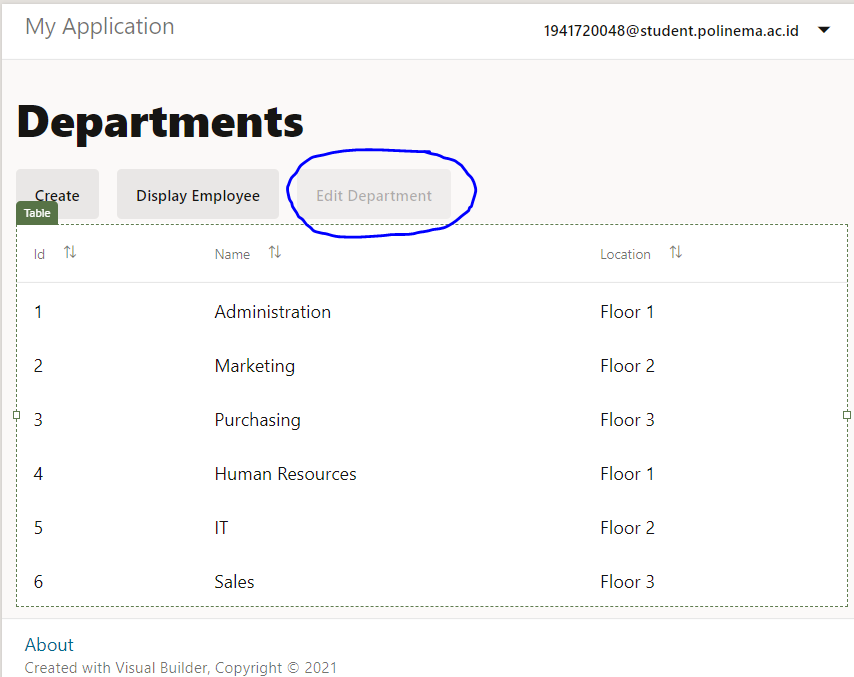 My Application
1941720048@student.polinema.ac.id
Departments
Create Display Employee Edit Department
Table
Id Name Location
1 Administration Floor 1
2 Marketing Floor 2
3 Purchasing Floor 3
4 Human Resources Floor 1
5 IT Floor 2
6 Sales Floor 3
About
Created with Visual Builder, Copyright © 2021